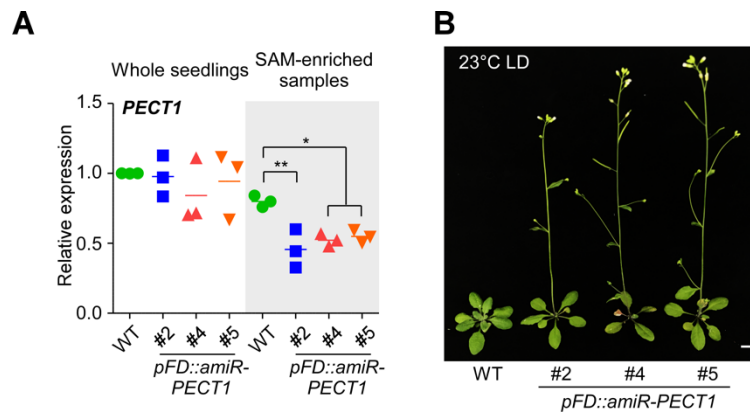 A
Whole seedlings
SAM-enriched
samples
PECT1
Relative expression
1.5
1.0
0.5
0.0
*
**
WT
#2
#4
#5
WT
#2
#4
#5
pFD::amiR-
PECT1
pFD::amiR-
PECT1
B
23°C LD
WT
#2
#4
#5
pFD::amiR-PECT1